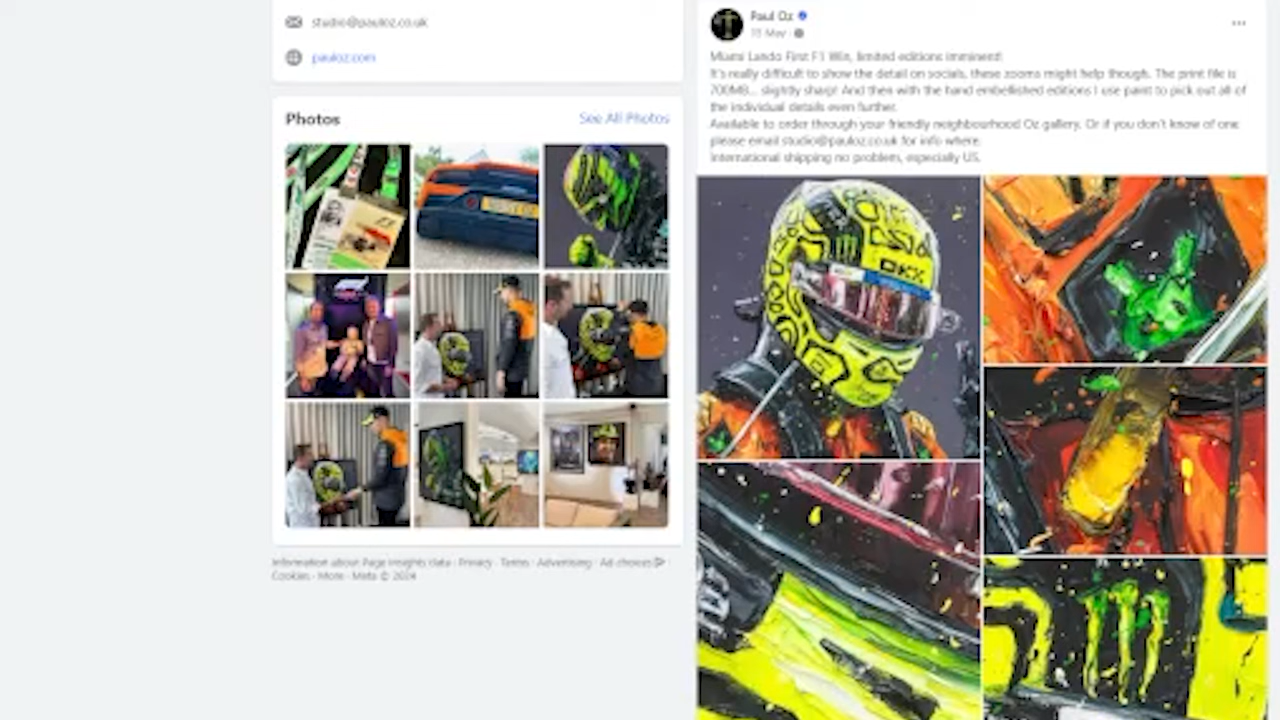 studio@pauloz.co.uk
pauloz.com
Photos
See All Photos
Information about Page Insights data · Privacy · Terms · Advertising · Ad choices
Cookies · More · Meta © 2024
Paul Oz
15 May
Miami Lando First F1 Win, limited editions imminent!
It's really difficult to show the detail on socials, these zooms might help though. The print file is
700MB... slightly sharp! And then with the hand embellished editions I use paint to pick out all of
the individual details even further.
Available to order through your friendly neighbourhood Oz gallery. Or if you don't know of one
please email studio@pauloz.co.uk for info where.
International shipping no problem, especially US.
OKX